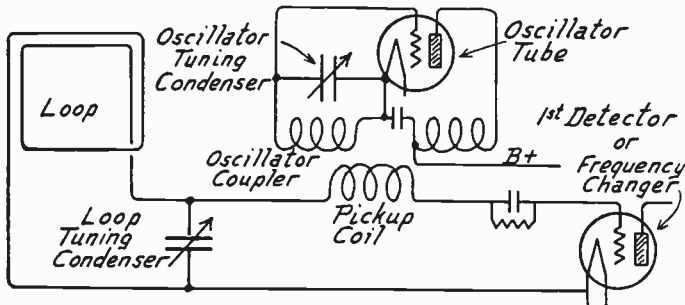 Oscillator
Tuning
Condenser
Oscillator
Tube
Loop
1st Detector
or
Frequency
Changer
B+
Oscillator
Coupler
Pickup
Coil
Loop
Tuning
Condenser